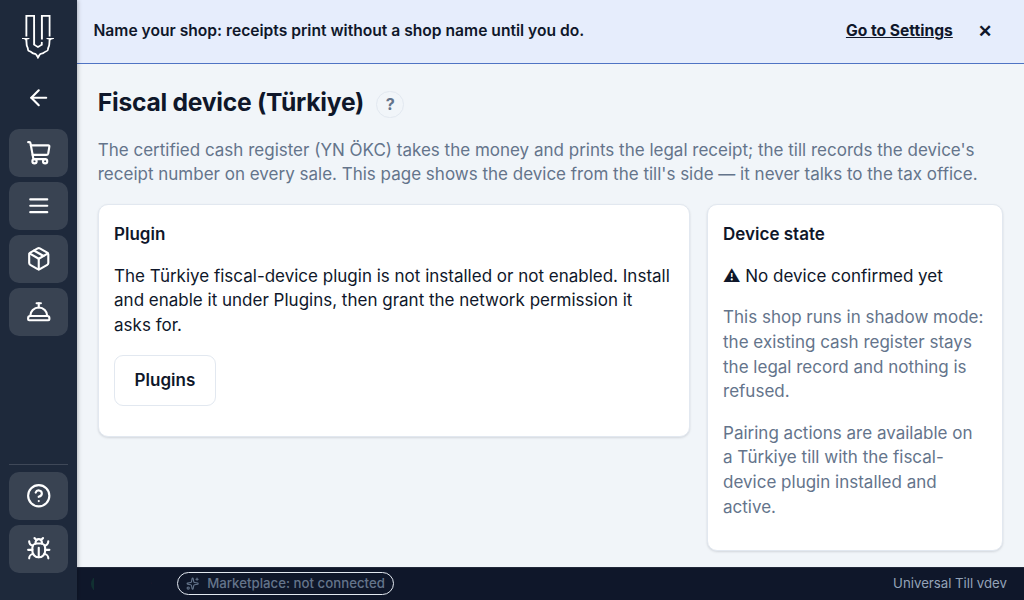 Name your shop: receipts print without a shop name until you do.
Go to Settings
Fiscal device (Türkiye)
?
The certified cash register (YN ÖKC) takes the money and prints the legal receipt; the till records the device's
receipt number on every sale. This page shows the device from the till's side — it never talks to the tax office.
Plugin
The Türkiye fiscal-device plugin is not installed or not enabled. Install
and enable it under Plugins, then grant the network permission it
asks for.
Plugins
Device state
No device confirmed yet
This shop runs in shadow mode:
the existing cash register stays
the legal record and nothing is
refused.
Pairing actions are available on
a Türkiye till with the fiscal-
device plugin installed and
active.
Marketplace: not connected
Universal Till vdev